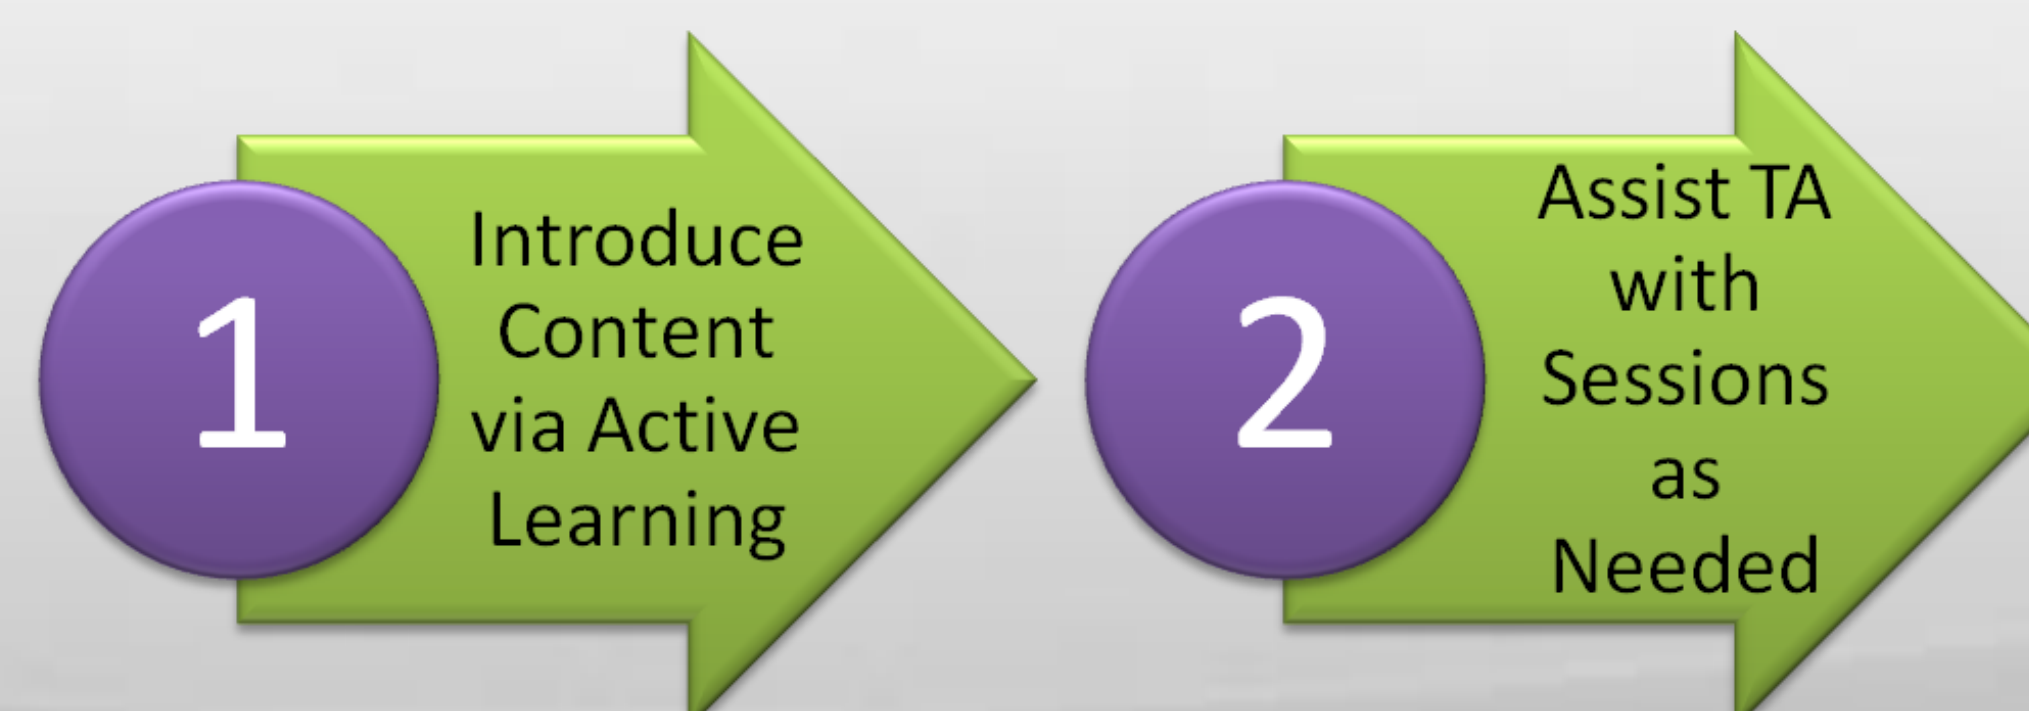 1
Introduce
Content
via Active
Learning
2
Assist TA
with
Sessions
as
Needed